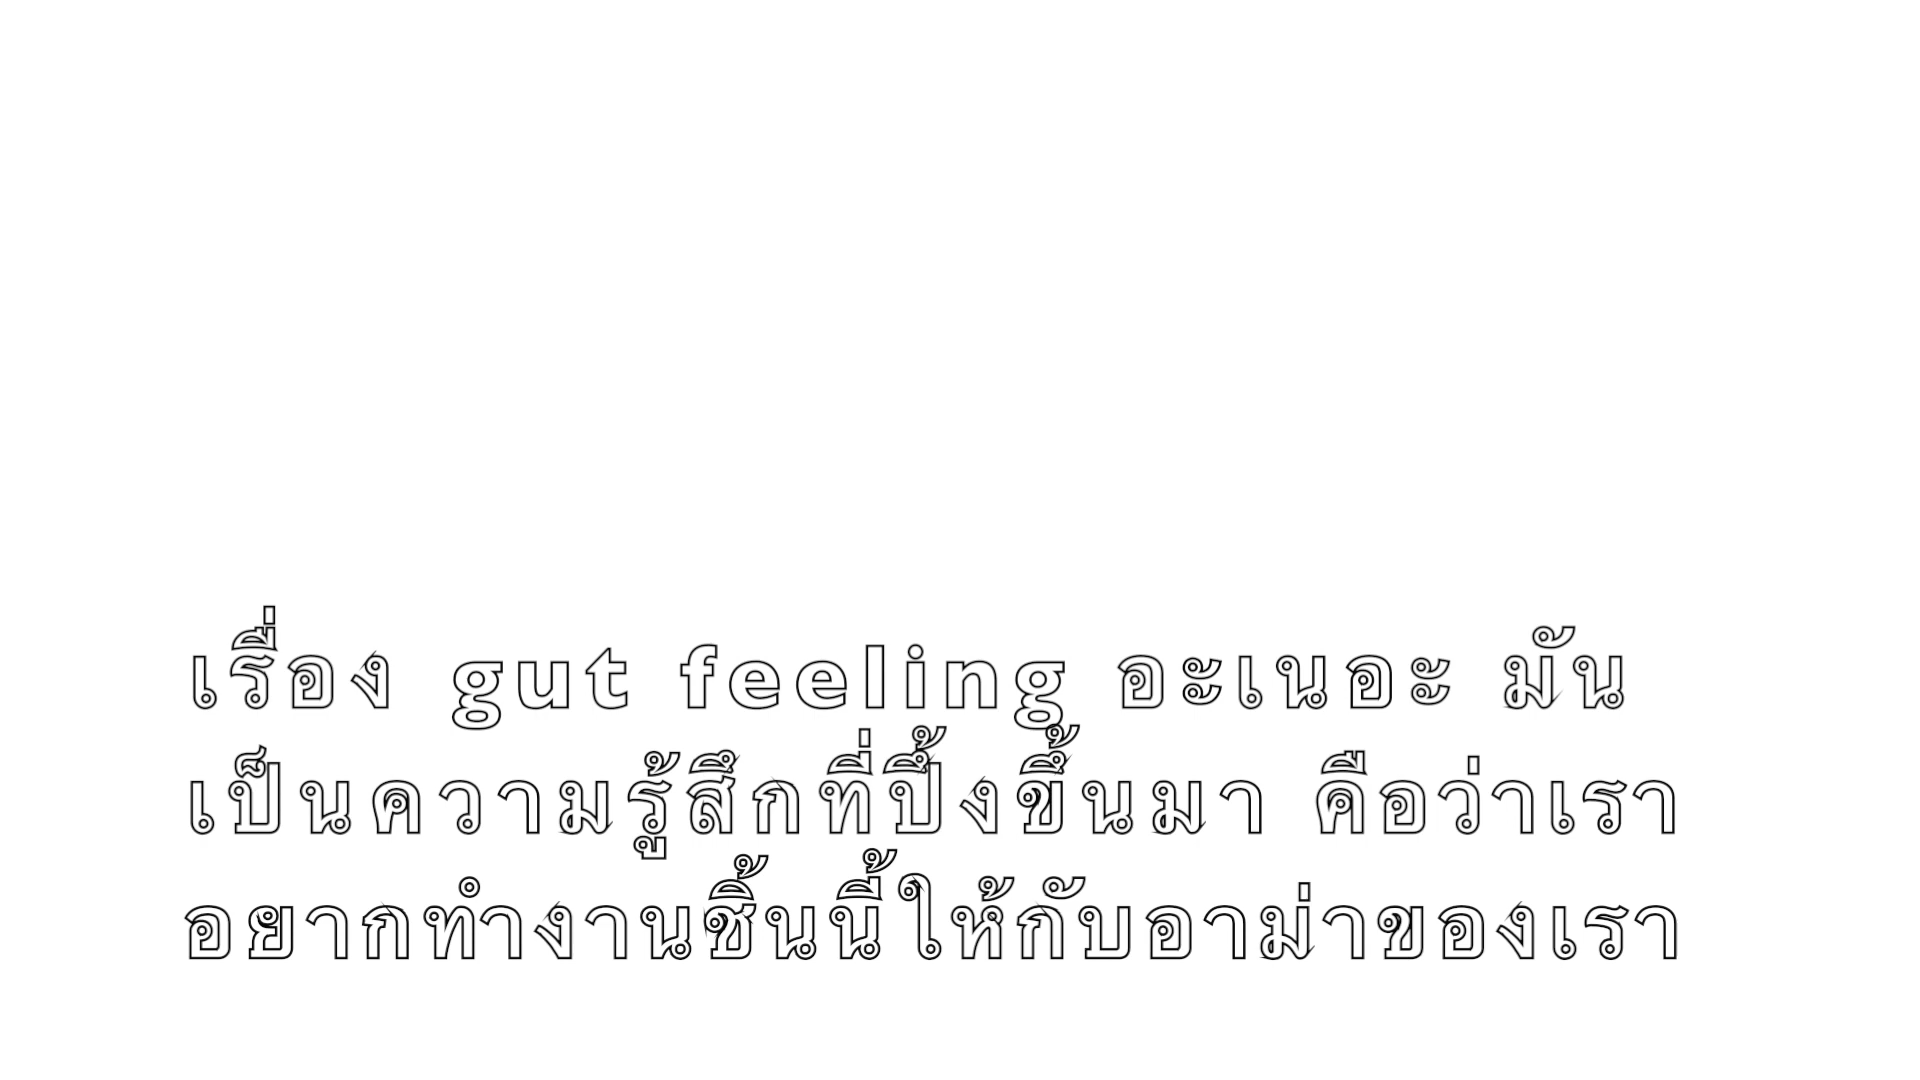 เรื่อง gut feeling อะเนอะ มัน
เป็นความรู้สึกที่ปึ้งขึ้นมา คือว่าเรา
อยากทำงานชิ้นนี้ให้กับอาม่าของเรา